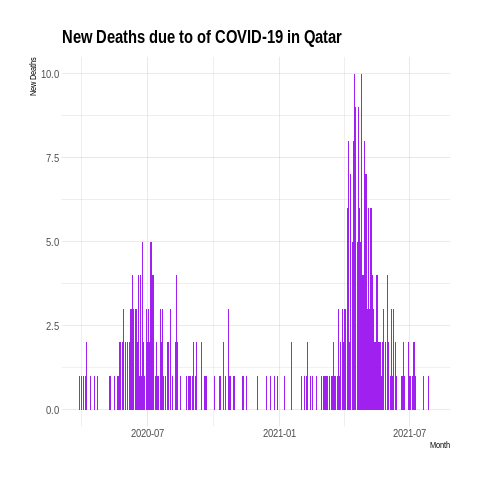 New Deaths due to of COVID-19 in Qatar
New Deaths
10.0
7.5
5.0
2.5
0.0
2020-07
2021-01
2021-07
Month